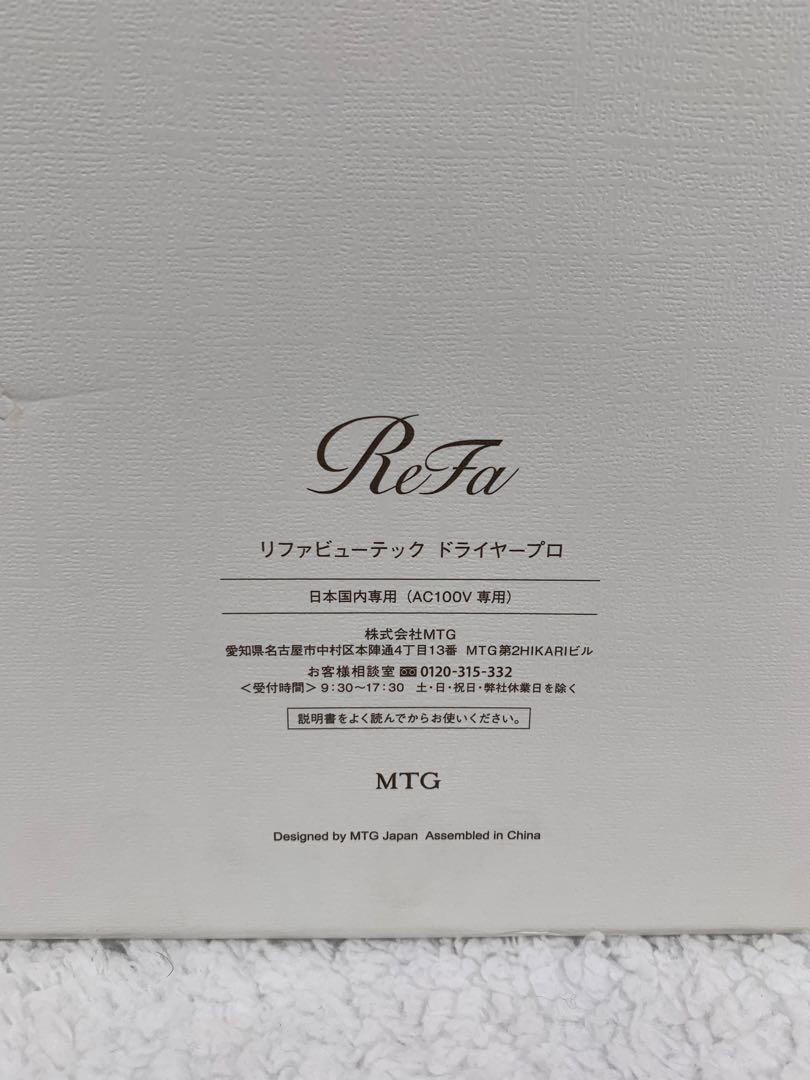 ReFa
リファビューテック ドライヤープロ
日本国内専用（AC100V 専用）
株式会社MTG
愛知県名古屋市中村区本陣通4丁目13番 MTG第2HIKARIビル
お客様相談室 0120-315-332
＜受付時間＞9：30〜17：30 土・日・祝日・弊社休業日を除く
説明書をよく読んでからお使いください。
MTG
Designed by MTG Japan Assembled in China